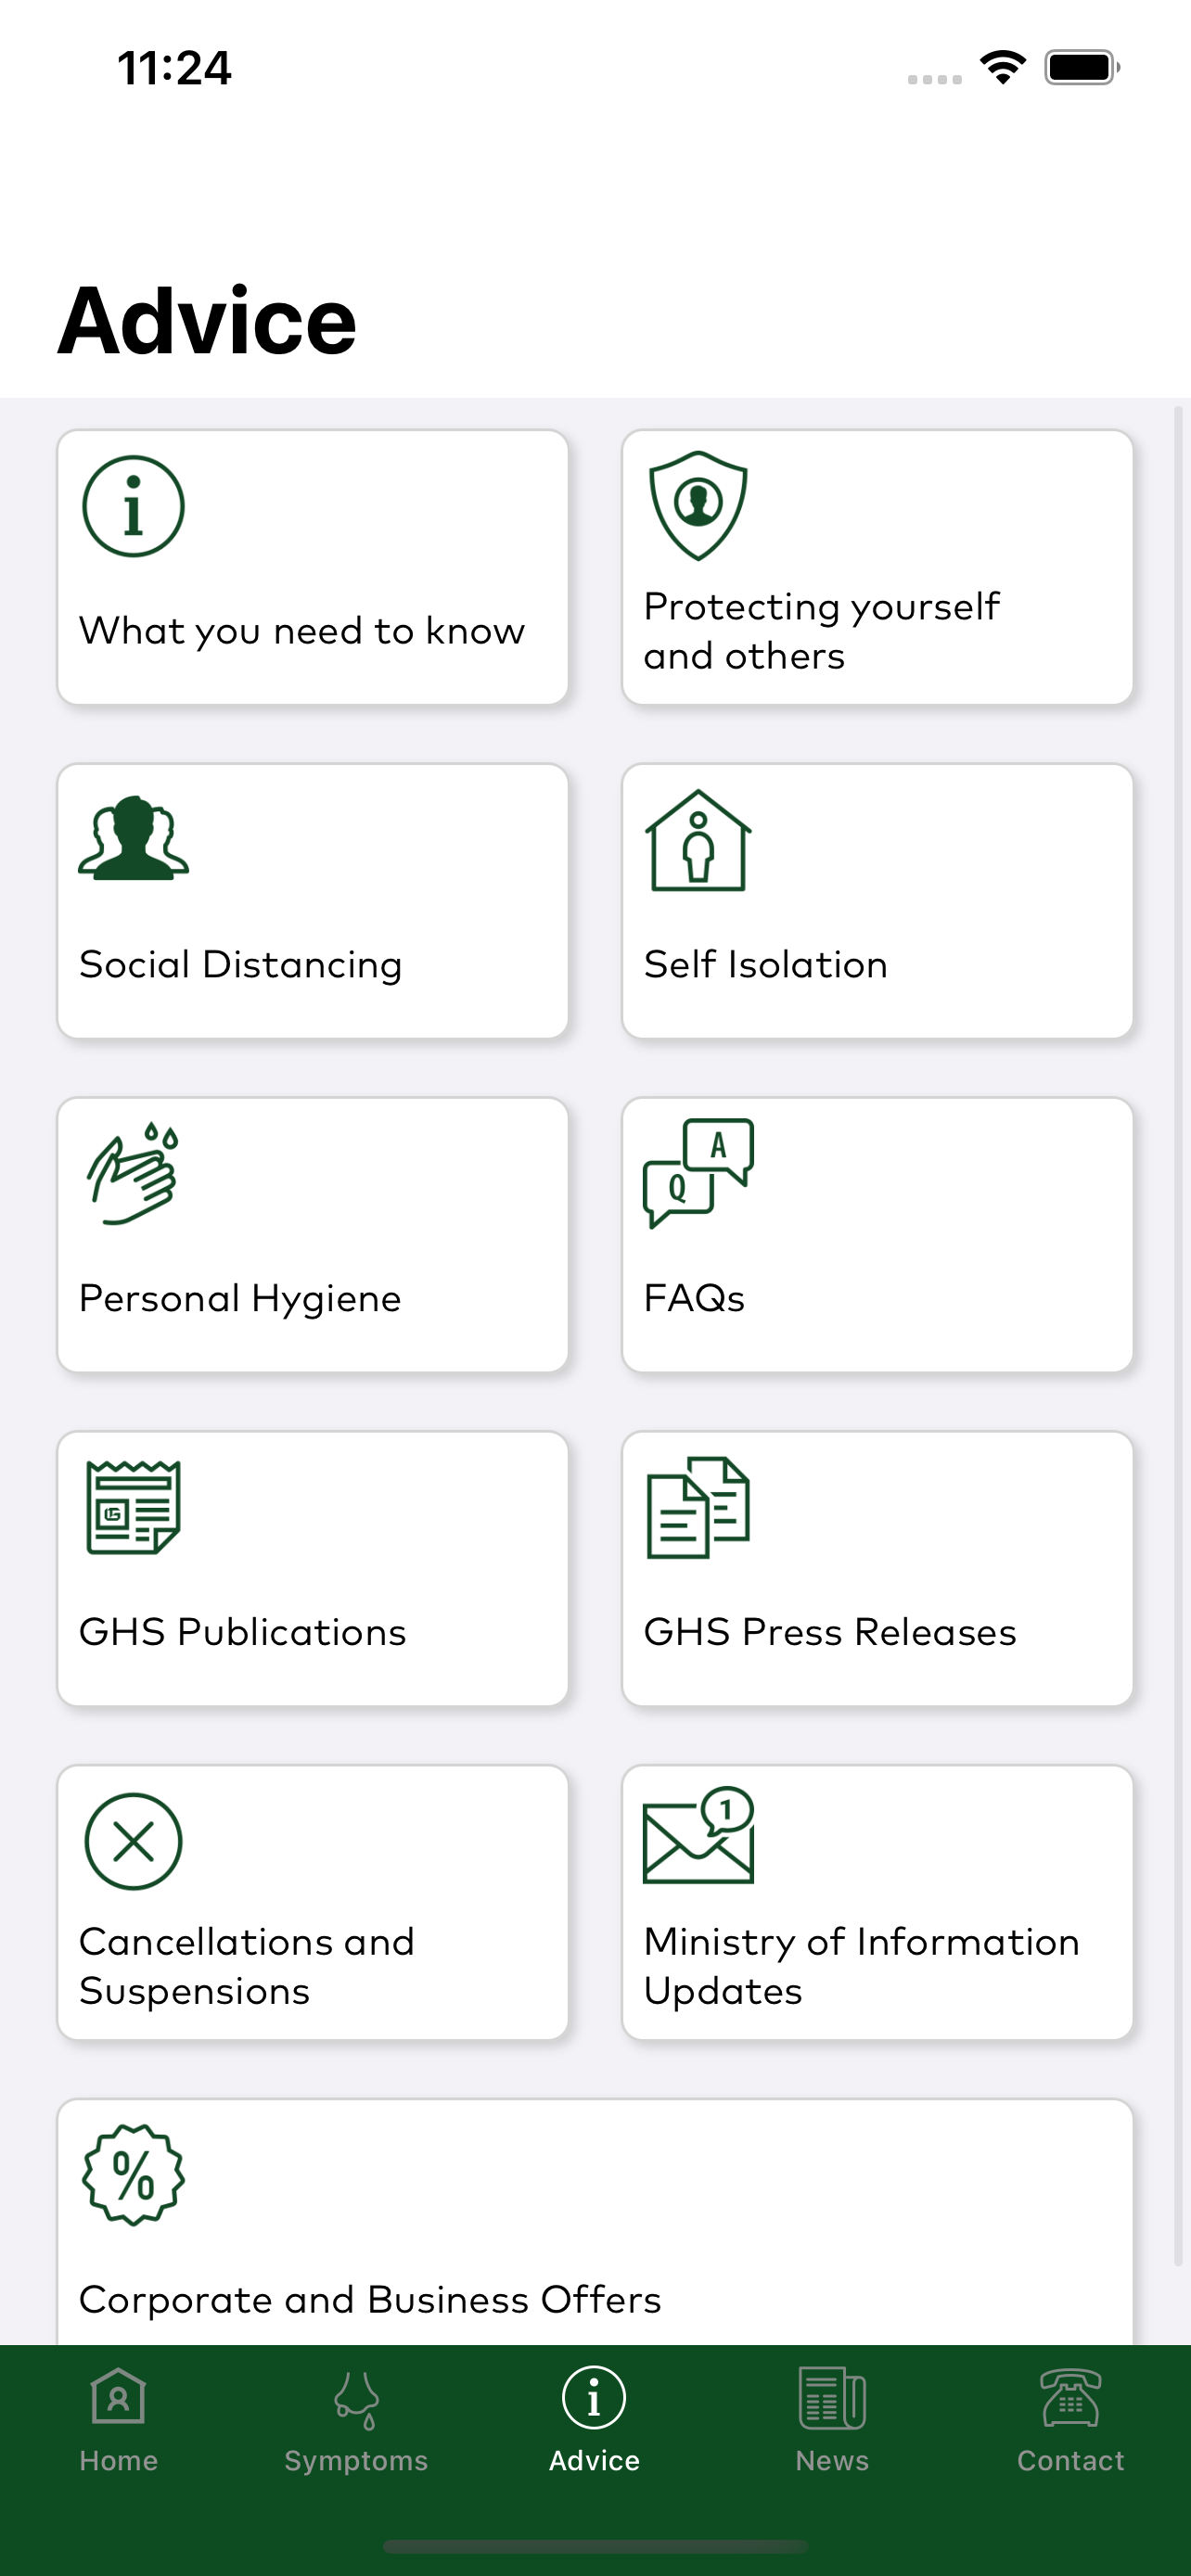 11:24
Advice
i
What you need to know
Protecting yourself
and others
Social Distancing
Self Isolation
Personal Hygiene
A
Q
FAQs
GHS Publications
GHS Press Releases
Cancellations and
Suspensions
1
Ministry of Information
Updates
%
Corporate and Business Offers
Home
Symptoms
i
Advice
News
Contact